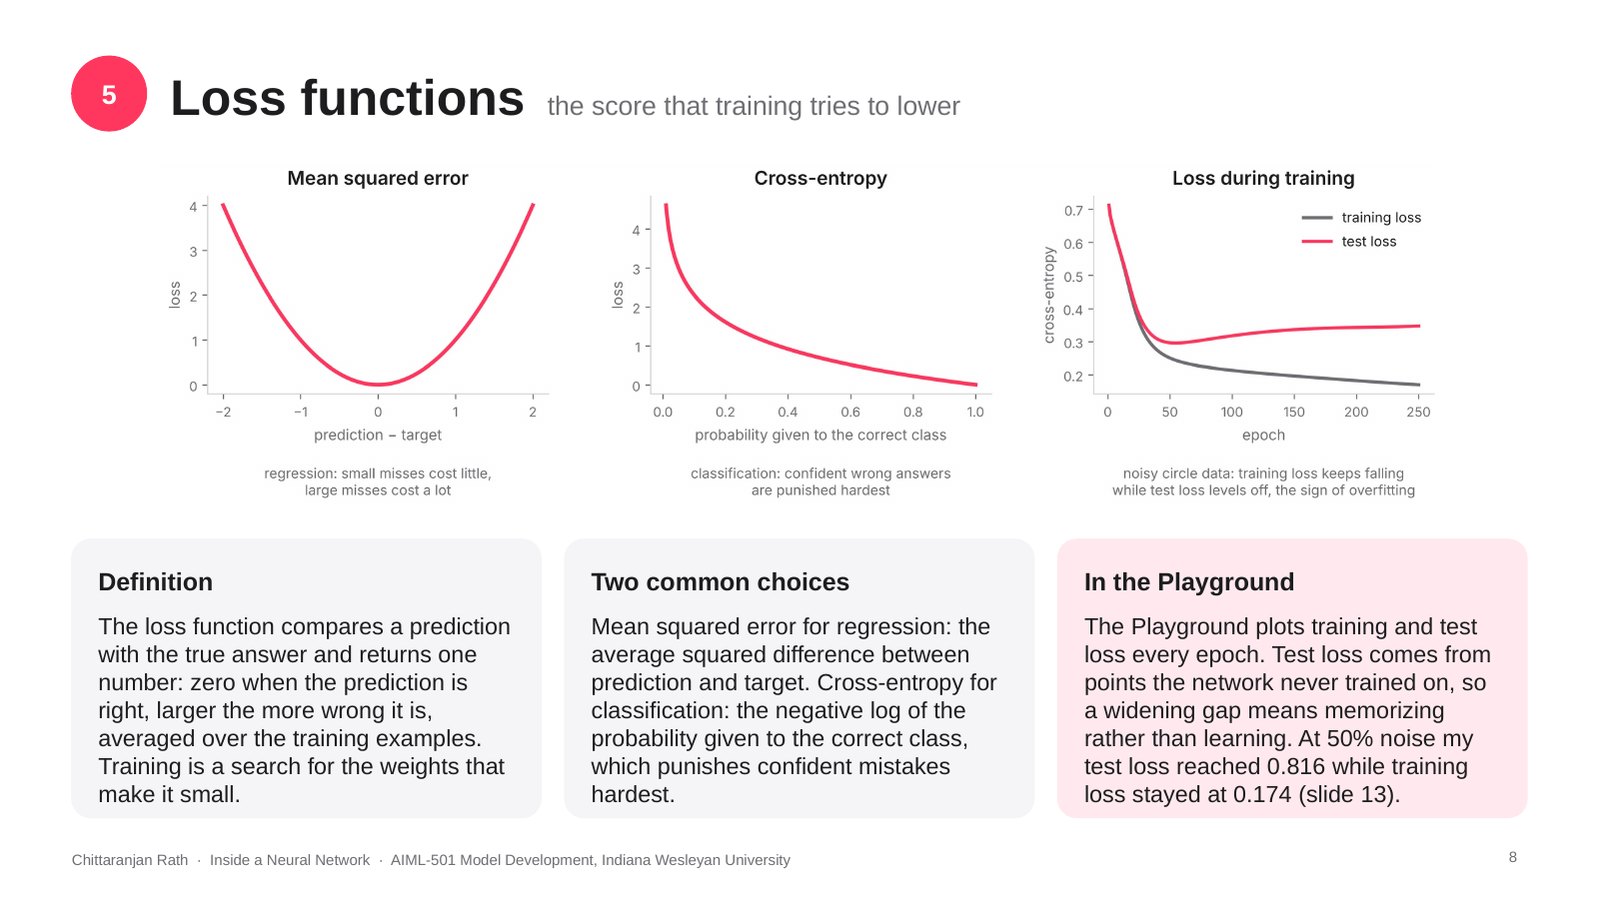 5
Loss functions the score that training tries to lower
Mean squared error
loss
4
3
2
1
0
−2 −1 0 1 2
prediction − target
regression: small misses cost little,
large misses cost a lot
Cross-entropy
loss
4
3
2
1
0
0.0 0.2 0.4 0.6 0.8 1.0
probability given to the correct class
classification: confident wrong answers
are punished hardest
Loss during training
cross-entropy
0.7
0.6
0.5
0.4
0.3
0.2
training loss
test loss
0 50 100 150 200 250
epoch
noisy circle data: training loss keeps falling
while test loss levels off, the sign of overfitting
Definition
The loss function compares a prediction
with the true answer and returns one
number: zero when the prediction is
right, larger the more wrong it is,
averaged over the training examples.
Training is a search for the weights that
make it small.
Two common choices
Mean squared error for regression: the
average squared difference between
prediction and target. Cross-entropy for
classification: the negative log of the
probability given to the correct class,
which punishes confident mistakes
hardest.
In the Playground
The Playground plots training and test
loss every epoch. Test loss comes from
points the network never trained on, so
a widening gap means memorizing
rather than learning. At 50% noise my
test loss reached 0.816 while training
loss stayed at 0.174 (slide 13).
Chittaranjan Rath · Inside a Neural Network · AIML-501 Model Development, Indiana Wesleyan University
8